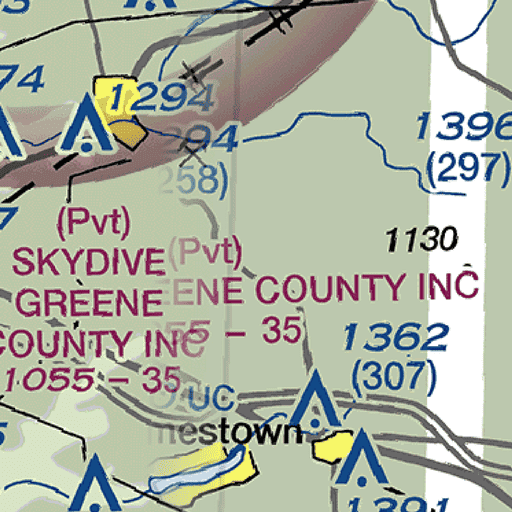 74
1294
294
258)
1396
(297)
(Pvt)
SKYDIVE
GREENE
COUNTY INC
1055 – 35
(Pvt)
ENE COUNTY INC
55 – 35
1130
1362
(307)
UC
nestown
1391